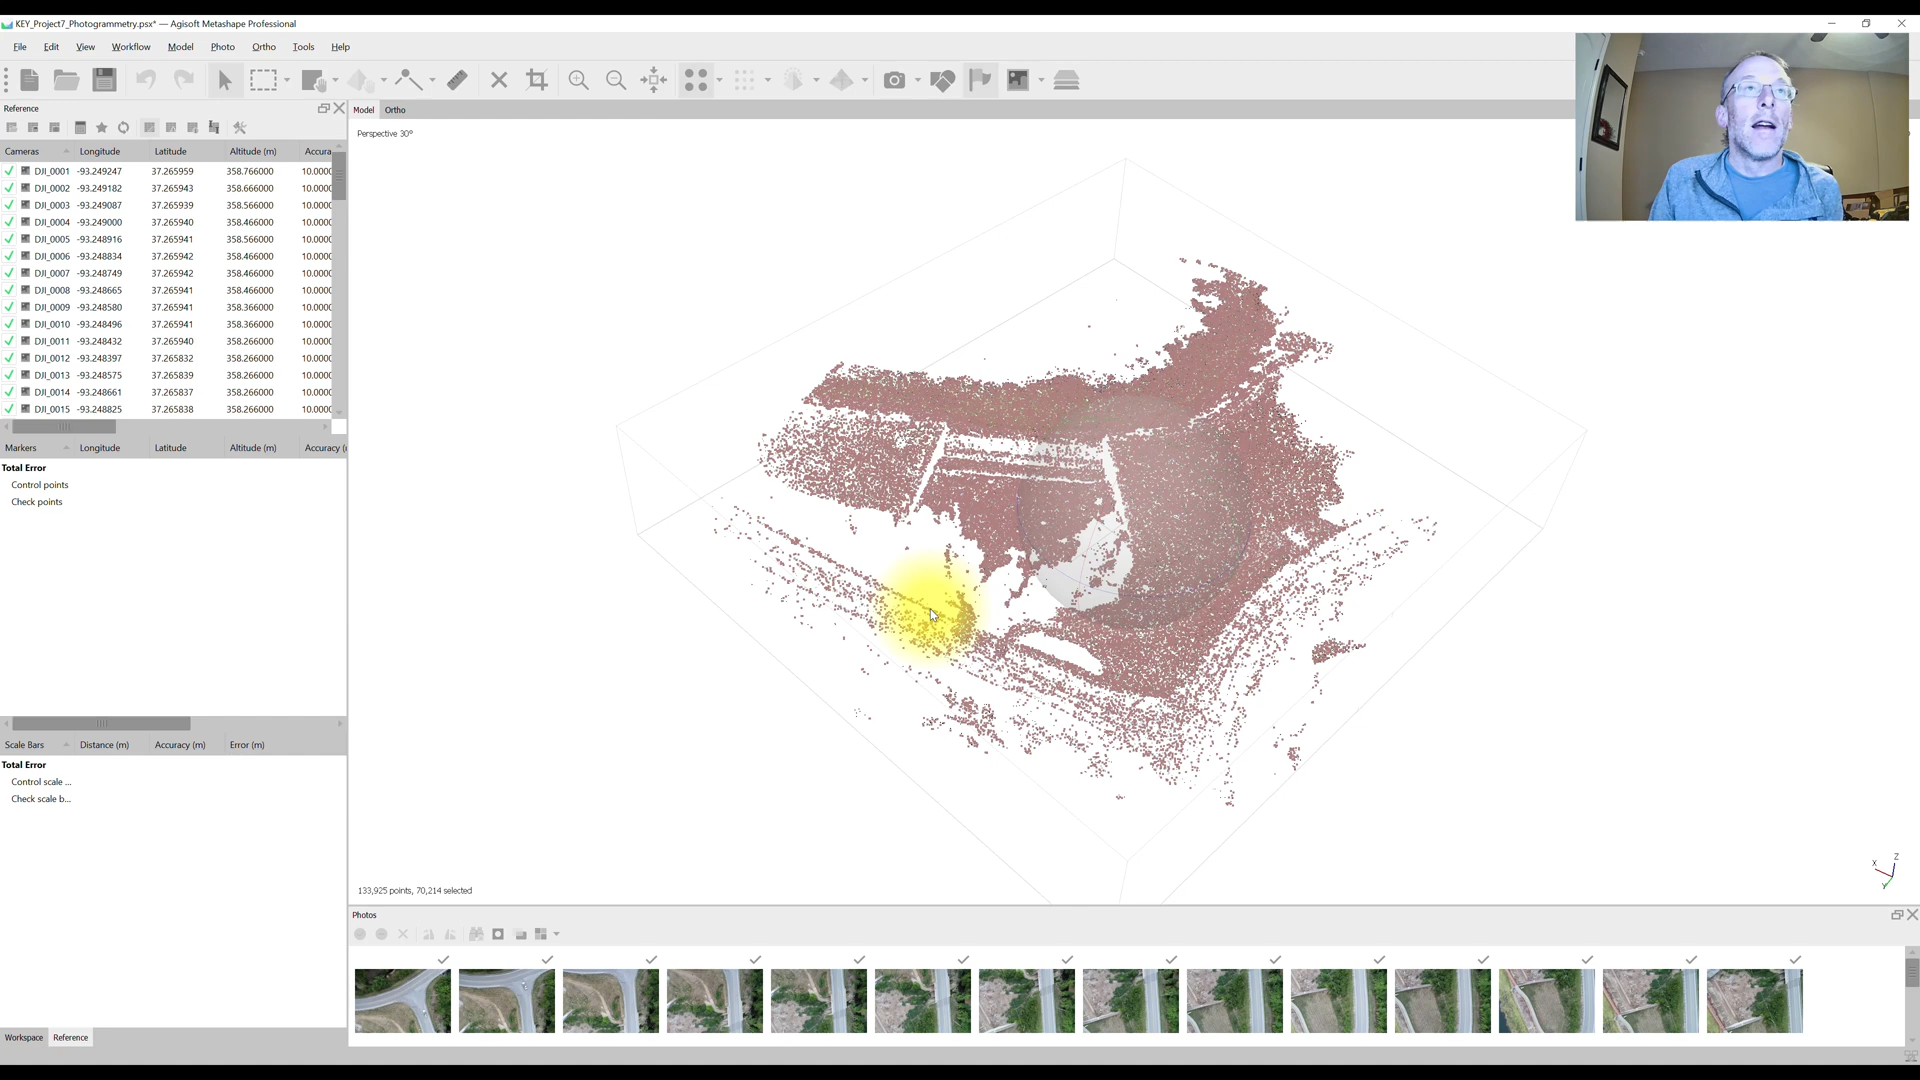 KEY_Project7_Photogrammetry.psx* — Agisoft Metashape Professional
File Edit View Workflow Model Photo Ortho Tools Help
Reference
Model Ortho
Perspective 30°
Cameras Longitude Latitude Altitude (m) Accura
DJI_0001 -93.249247 37.265959 358.766000 10.0000
DJI_0002 -93.249182 37.265943 358.666000 10.0000
DJI_0003 -93.249087 37.265939 358.566000 10.0000
DJI_0004 -93.249000 37.265940 358.466000 10.0000
DJI_0005 -93.248916 37.265941 358.566000 10.0000
DJI_0006 -93.248834 37.265942 358.466000 10.0000
DJI_0007 -93.248749 37.265942 358.466000 10.0000
DJI_0008 -93.248665 37.265941 358.466000 10.0000
DJI_0009 -93.248580 37.265941 358.366000 10.0000
DJI_0010 -93.248496 37.265941 358.366000 10.0000
DJI_0011 -93.248432 37.265940 358.266000 10.0000
DJI_0012 -93.248397 37.265832 358.266000 10.0000
DJI_0013 -93.248575 37.265839 358.266000 10.0000
DJI_0014 -93.248661 37.265837 358.266000 10.0000
DJI_0015 -93.248825 37.265838 358.266000 10.0000
Markers Longitude Latitude Altitude (m) Accuracy (
Total Error
Control points
Check points
Scale Bars Distance (m) Accuracy (m) Error (m)
Total Error
Control scale ...
Check scale b...
X Z
Y
133,925 points, 70,214 selected
Photos
Workspace Reference